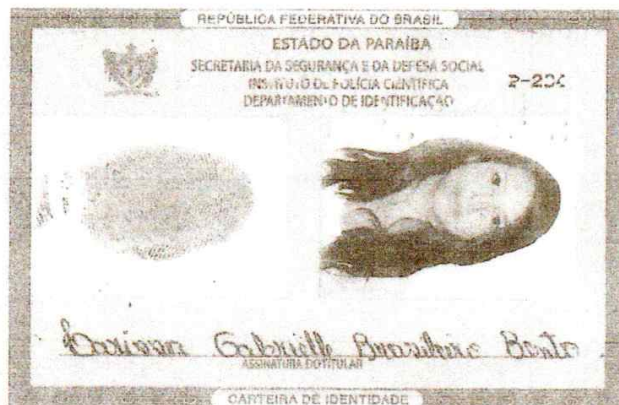 REPÚBLICA FEDERATIVA DO BRASIL
ESTADO DA PARAÍBA
SECRETARIA DA SEGURANÇA E DA DEFESA SOCIAL
INSTITUTO DE POLÍCIA CIENTÍFICA
DEPARTAMENTO DE IDENTIFICAÇÃO
P-204
Gabrielle Brasileiro Bento
ASSINATURA DO TITULAR
CARTEIRA DE IDENTIDADE